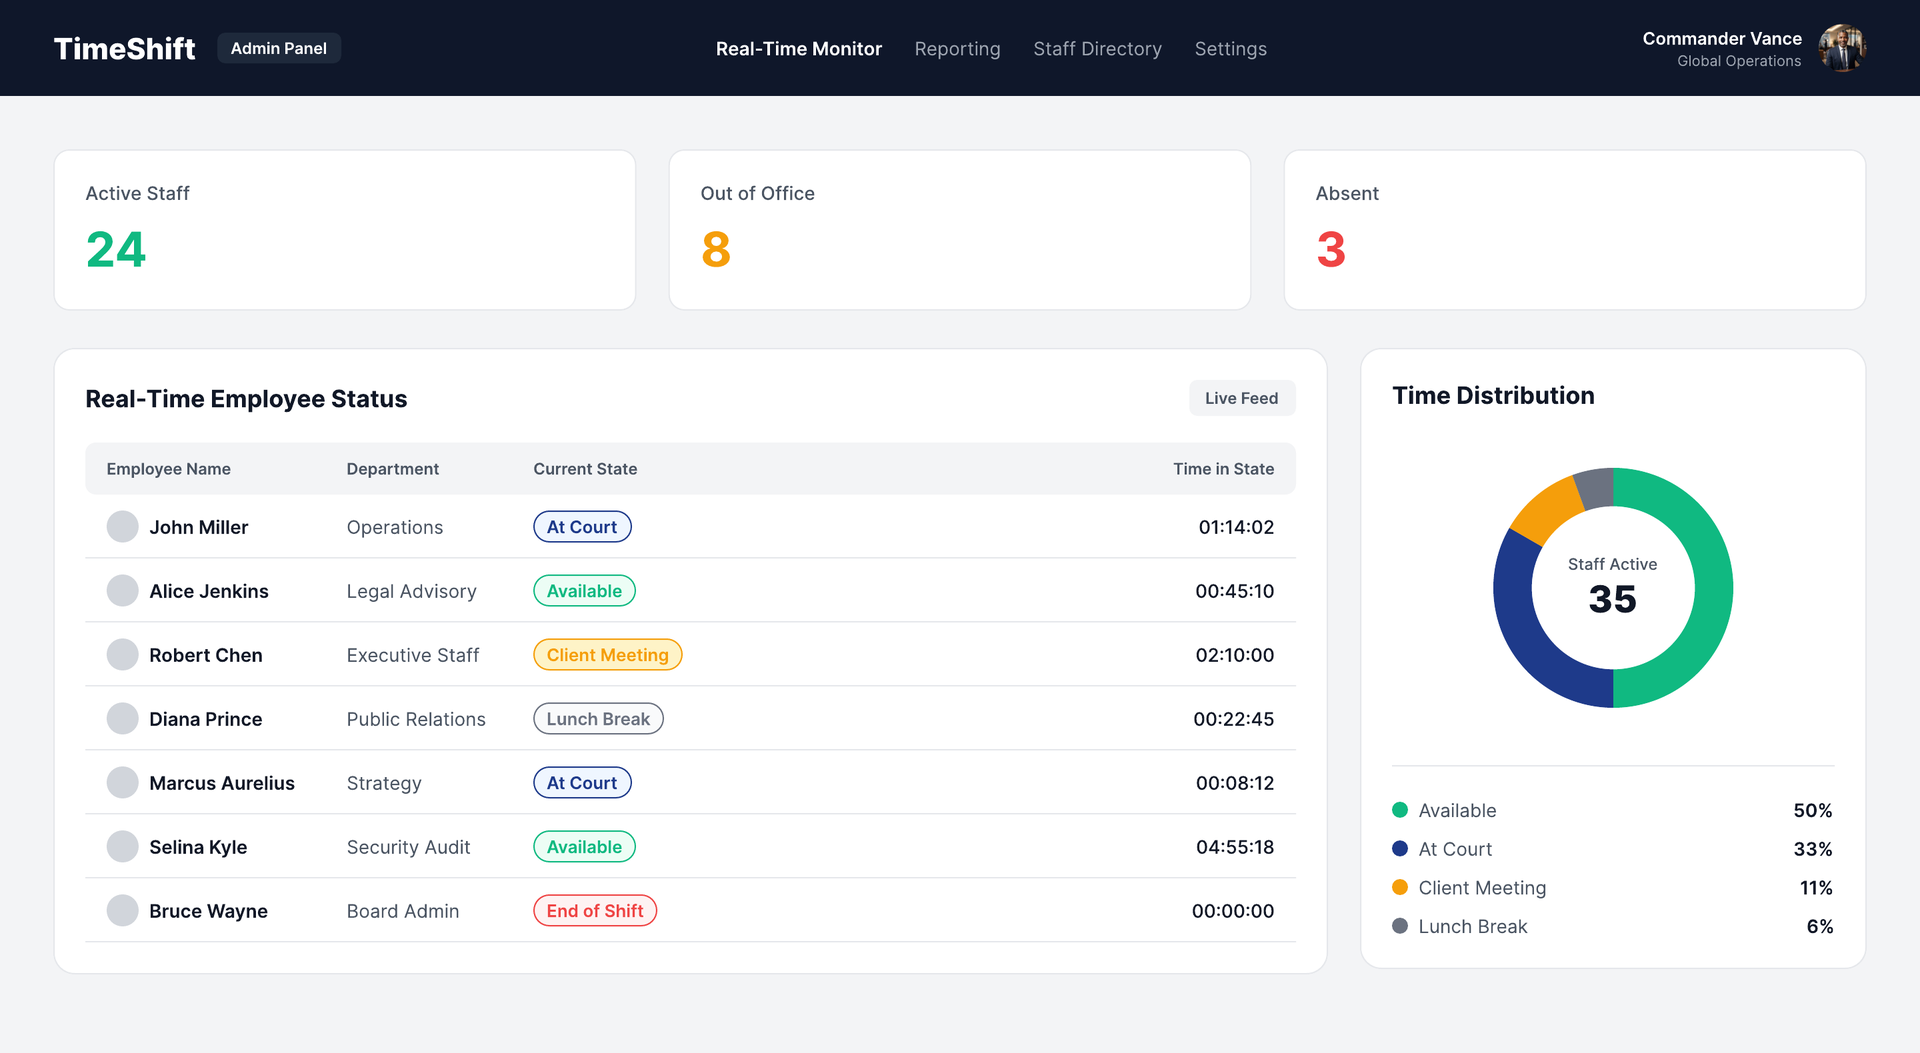 TimeShift
Admin Panel
Real-Time Monitor
Reporting
Staff Directory
Settings
Commander Vance
Global Operations
Active Staff
24
Out of Office
8
Absent
3
Real-Time Employee Status
Live Feed
Employee Name Department Current State Time in State
John Miller Operations At Court 01:14:02
Alice Jenkins Legal Advisory Available 00:45:10
Robert Chen Executive Staff Client Meeting 02:10:00
Diana Prince Public Relations Lunch Break 00:22:45
Marcus Aurelius Strategy At Court 00:08:12
Selina Kyle Security Audit Available 04:55:18
Bruce Wayne Board Admin End of Shift 00:00:00
Time Distribution
Staff Active
35
Available 50%
At Court 33%
Client Meeting 11%
Lunch Break 6%